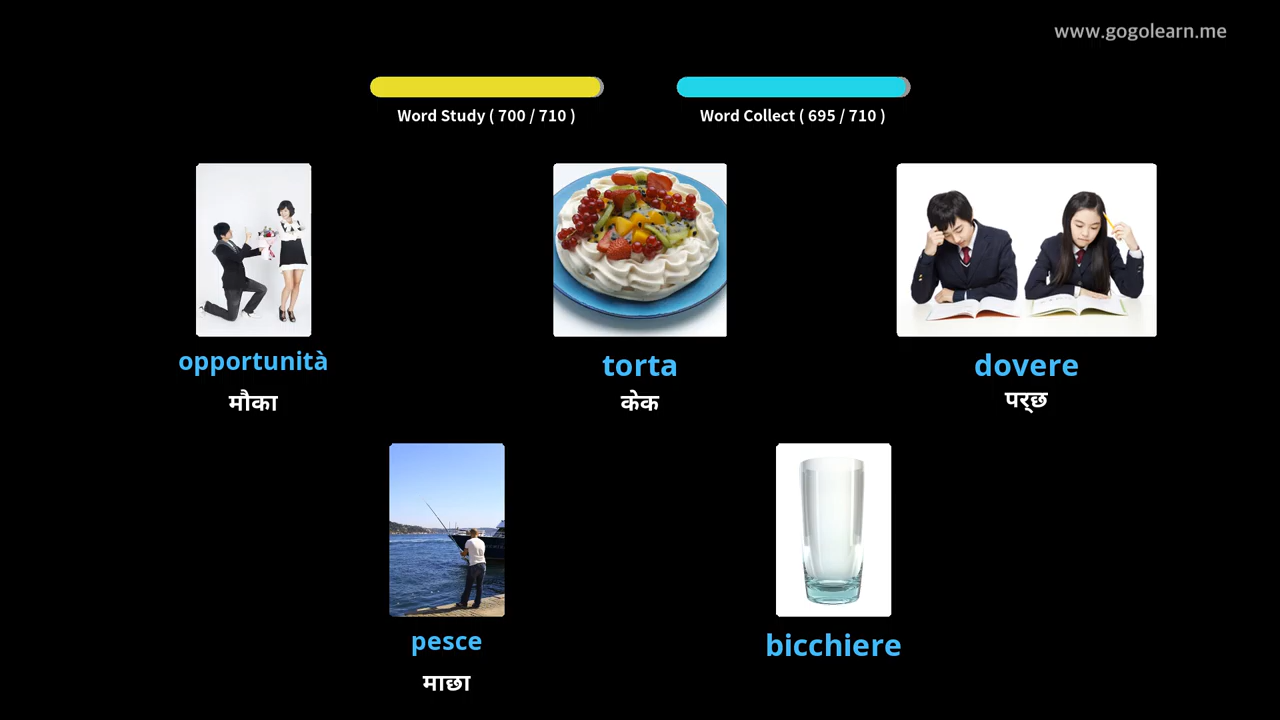 www.gogolearn.me
Word Study ( 700 / 710 )
Word Collect ( 695 / 710 )
opportunità
मौका
torta
केक
dovere
पर्‍छ
pesce
माछा
bicchiere